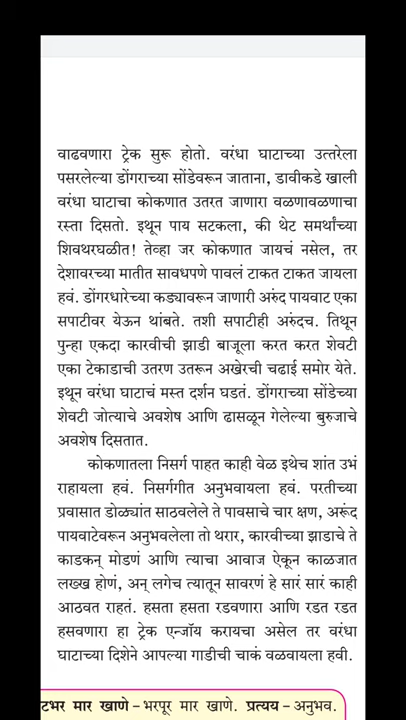 वाढवणारा ट्रेक सुरू होतो. वरंधा घाटाच्या उत्तरेला
पसरलेल्या डोंगराच्या सोंडेवरून जाताना, डावीकडे खाली
वरंधा घाटाचा कोकणात उतरत जाणारा वळणावळणाचा
रस्ता दिसतो. इथून पाय सटकला, की थेट समर्थांच्या
शिवथरघळीत! तेव्हा जर कोकणात जायचं नसेल, तर
देशावरच्या मातीत सावधपणे पावलं टाकत टाकत जायला
हवं. डोंगरधारेच्या कड्यावरून जाणारी अरुंद पायवाट एका
सपाटीवर येऊन थांबते. तशी सपाटीही अरुंदच. तिथून
पुन्हा एकदा कारवीची झाडी बाजूला करत करत शेवटी
एका टेकाडाची उतरण उतरून अखेरची चढाई समोर येते.
इथून वरंधा घाटाचं मस्त दर्शन घडतं. डोंगराच्या सोंडेच्या
शेवटी जोत्याचे अवशेष आणि ढासळून गेलेल्या बुरुजाचे
अवशेष दिसतात.
कोकणातला निसर्ग पाहत काही वेळ इथेच शांत उभं
राहायला हवं. निसर्गगीत अनुभवायला हवं. परतीच्या
प्रवासात डोळ्यांत साठवलेले ते पावसाचे चार क्षण, अरूंद
पायवाटेवरून अनुभवलेला तो थरार, कारवीच्या झाडाचे ते
काडकन् मोडणं आणि त्याचा आवाज ऐकून काळजात
लख्ख होणं, अन् लगेच त्यातून सावरणं हे सारं सारं काही
आठवत राहतं. हसता हसता रडवणारा आणि रडत रडत
हसवणारा हा ट्रेक एन्जॉय करायचा असेल तर वरंधा
घाटाच्या दिशेने आपल्या गाडीची चाकं वळवायला हवी.
टभर मार खाणे – भरपूर मार खाणे. प्रत्यय – अनुभव.